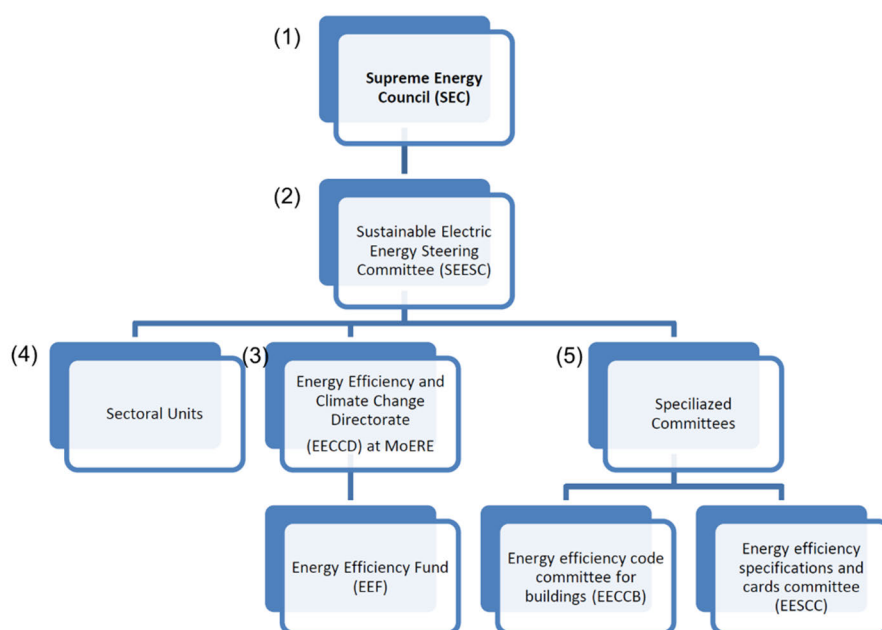 (1)
Supreme Energy
Council (SEC)
(2)
Sustainable Electric
Energy Steering
Committee (SEESC)
(4)
Sectoral Units
(3)
Energy Efficiency and
Climate Change
Directorate
(EECCD) at MoERE
(5)
Speciliazed
Committees
Energy Efficiency Fund
(EEF)
Energy efficiency code
committee for
buildings (EECCB)
Energy efficiency
specifications and
cards committee
(EESCC)